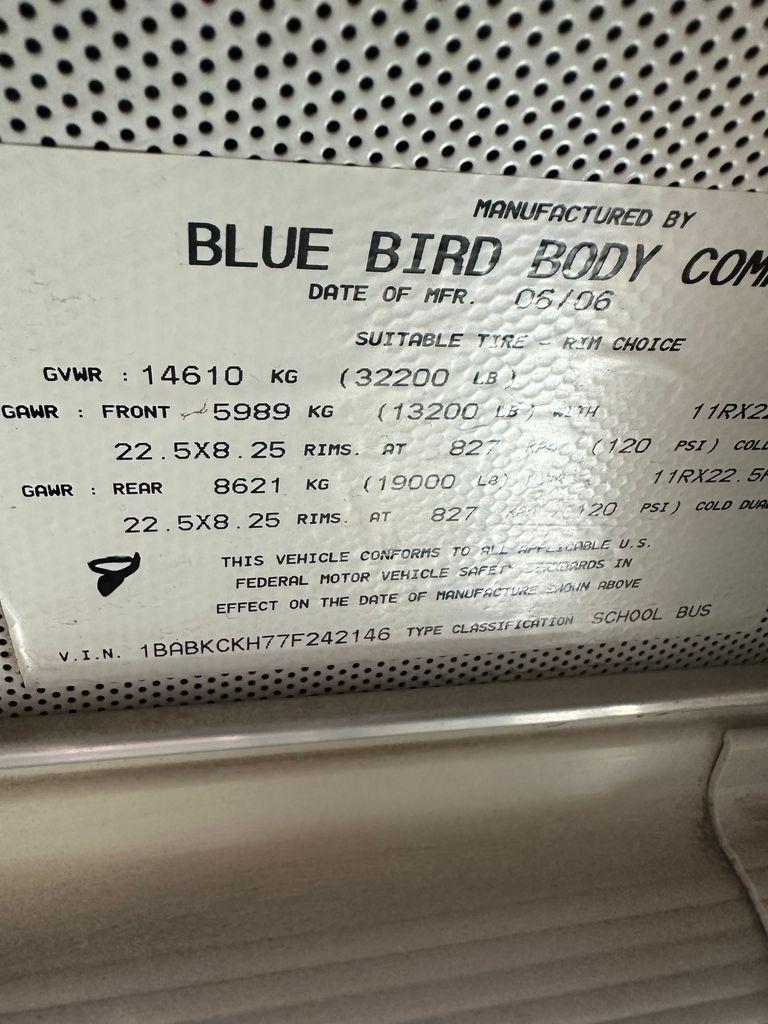 MANUFACTURED BY
BLUE BIRD BODY COM
DATE OF MFR. 06/06
SUITABLE TIRE - RIM CHOICE
GVWR : 14610 KG (32200 LB)
GAWR : FRONT 5989 KG (13200 LB) WITH 11RX22
22.5X8.25 RIMS. AT 827 (120 PSI) COLD
GAWR : REAR 8621 KG (19000 LB) 11RX22.5
22.5X8.25 RIMS. AT 827 (120 PSI) COLD DUAL
THIS VEHICLE CONFORMS TO ALL APPLICABLE U.S.
FEDERAL MOTOR VEHICLE SAFETY STANDARDS IN
EFFECT ON THE DATE OF MANUFACTURE SHOWN ABOVE
V.I.N. 1BABKCKH77F242146 TYPE CLASSIFICATION SCHOOL BUS